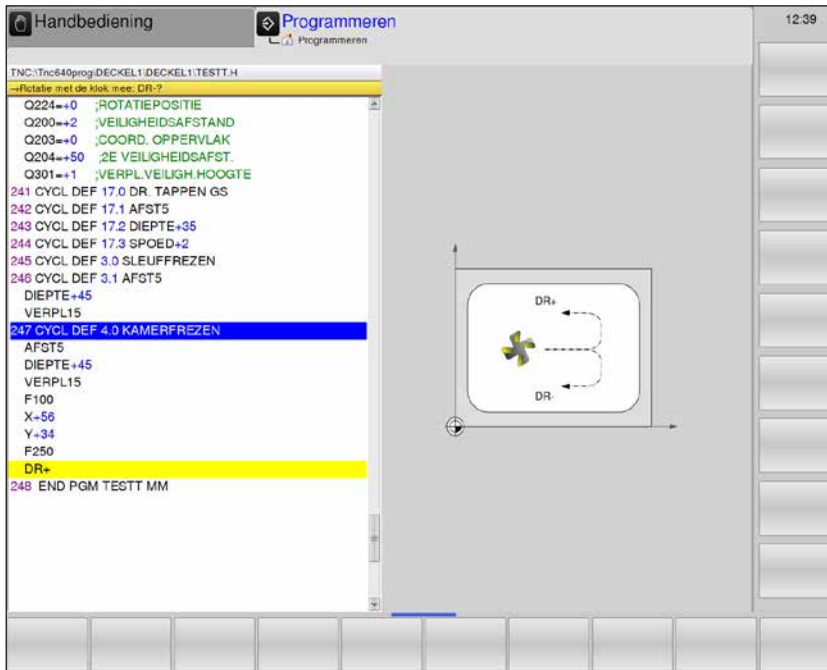 Handbediening
Programmeren
Programmeren
12:39
TNC:\Tnc640prog\DECKEL1\DECKEL1\TESTT.H
→Rotatie met de klok mee: DR-?
Q224=+0 ;ROTATIEPOSITIE
Q200=+2 ;VEILIGHEIDSAFSTAND
Q203=+0 ;COORD. OPPERVLAK
Q204=+50 ;2E VEILIGHEIDSAFST.
Q301=+1 ;VERPL.VEILIGH.HOOGTE
241 CYCL DEF 17.0 DR. TAPPEN GS
242 CYCL DEF 17.1 AFST5
243 CYCL DEF 17.2 DIEPTE+35
244 CYCL DEF 17.3 SPOED+2
245 CYCL DEF 3.0 SLEUFFREZEN
246 CYCL DEF 3.1 AFST5
DIEPTE+45
VERPL15
247 CYCL DEF 4.0 KAMERFREZEN
AFST5
DIEPTE+45
VERPL15
F100
X+56
Y+34
F250
DR+
248 END PGM TESTT MM
DR+
DR-